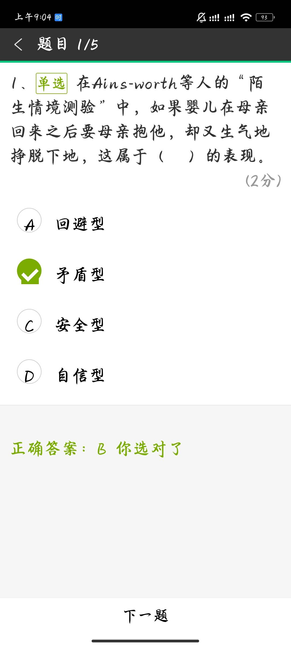 上午9:04
93
题目 1/5
1、单选 在Ains-worth等人的“陌
生情境测验”中，如果婴儿在母亲
回来之后要母亲抱他，却又生气地
挣脱下地，这属于（ ）的表现。
(2分)
A 回避型
矛盾型
C 安全型
D 自信型
正确答案：B 你选对了
下一题